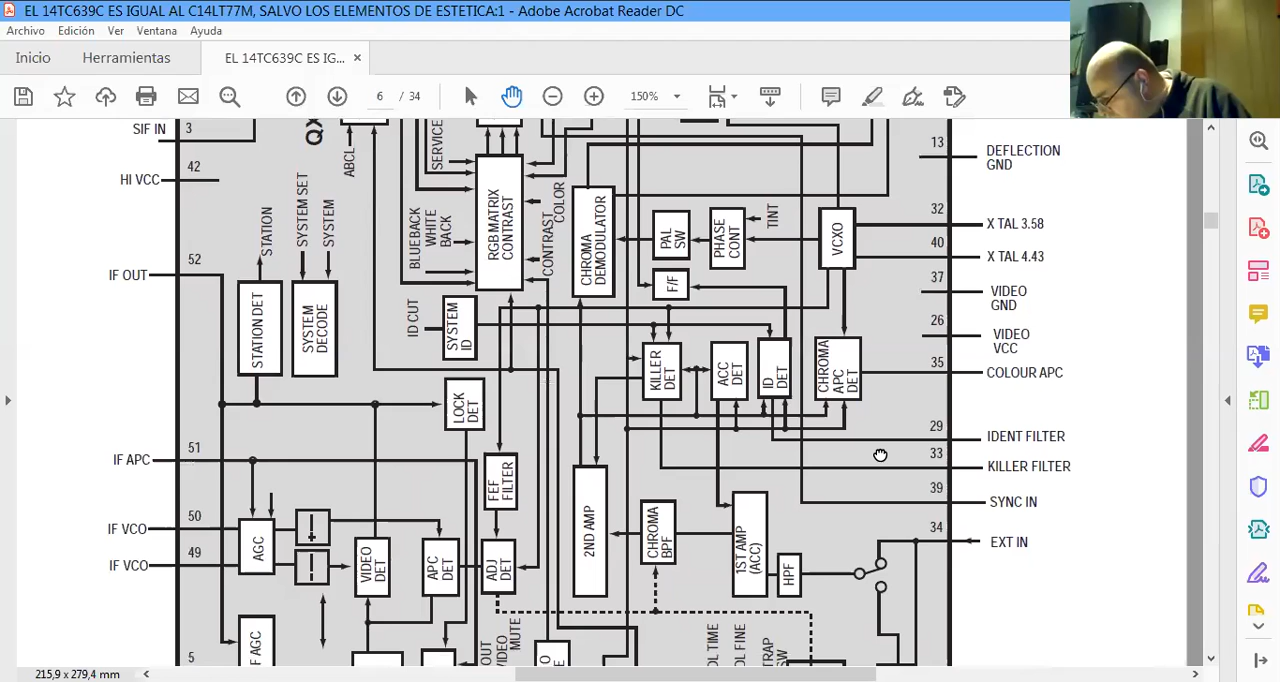 EL 14TC639C ES IGUAL AL C14LT77M, SALVO LOS ELEMENTOS DE ESTETICA:1 - Adobe Acrobat Reader DC
Archivo Edición Ver Ventana Ayuda
Inicio Herramientas EL 14TC639C ES IG... ×
6 / 34 150%
SIF IN 3
42
HI VCC
52
IF OUT
51
IF APC
50
IF VCO
49
IF VCO
5
QX
ABCL
STATION
SYSTEM SET
SYSTEM
STATION DET
SYSTEM DECODE
SERVICE
BLUEBACK
WHITE
BACK
RGB MATRIX
CONTRAST
CONTRAST
COLOR
ID CUT
SYSTEM ID
LOCK DET
FEF FILTER
AGC
VIDEO DET
APC DET
ADJ DET
OUT
VIDEO
MUTE
CHROMA
DEMODULATOR
PAL SW
PHASE CONT
TINT
VCXO
F/F
KILLER DET
ACC DET
ID DET
CHROMA APC DET
2ND AMP
CHROMA BPF
1ST AMP (ACC)
HPF
13
DEFLECTION
GND
32
X TAL 3.58
40
X TAL 4.43
37
VIDEO
GND
26
VIDEO
VCC
35
COLOUR APC
29
IDENT FILTER
33
KILLER FILTER
39
SYNC IN
34
EXT IN
215,9 x 279,4 mm